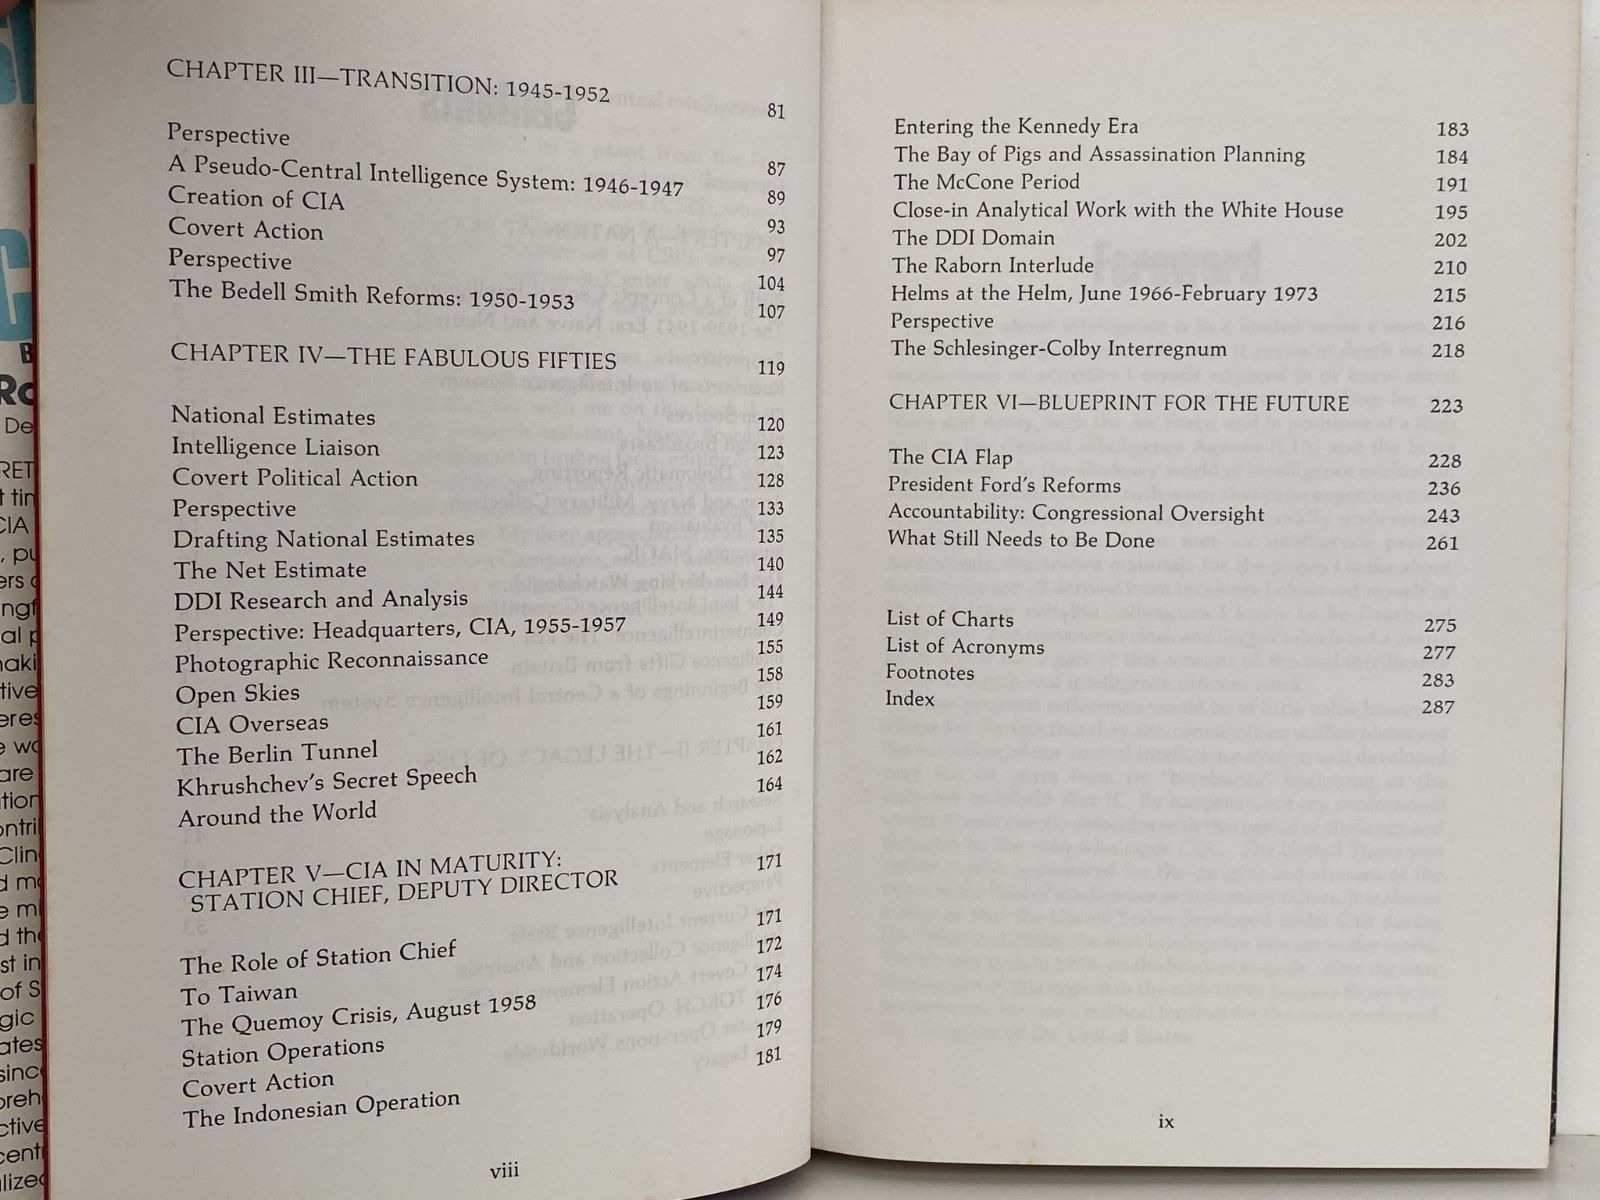 CHAPTER III—TRANSITION: 1945-1952 81
Perspective 87
A Pseudo-Central Intelligence System: 1946-1947 89
Creation of CIA 93
Covert Action 97
Perspective 104
The Bedell Smith Reforms: 1950-1953 107
CHAPTER IV—THE FABULOUS FIFTIES 119
National Estimates 120
Intelligence Liaison 123
Covert Political Action 128
Perspective 133
Drafting National Estimates 135
The Net Estimate 140
DDI Research and Analysis 144
Perspective: Headquarters, CIA, 1955-1957 149
Photographic Reconnaissance 155
Open Skies 158
CIA Overseas 159
The Berlin Tunnel 161
Khrushchev's Secret Speech 162
Around the World 164
CHAPTER V—CIA IN MATURITY: 171
STATION CHIEF, DEPUTY DIRECTOR
The Role of Station Chief 171
To Taiwan 172
The Quemoy Crisis, August 1958 174
Station Operations 176
Covert Action 179
The Indonesian Operation 181
viii
Entering the Kennedy Era 183
The Bay of Pigs and Assassination Planning 184
The McCone Period 191
Close-in Analytical Work with the White House 195
The DDI Domain 202
The Raborn Interlude 210
Helms at the Helm, June 1966-February 1973 215
Perspective 216
The Schlesinger-Colby Interregnum 218
CHAPTER VI—BLUEPRINT FOR THE FUTURE 223
The CIA Flap 228
President Ford's Reforms 236
Accountability: Congressional Oversight 243
What Still Needs to Be Done 261
List of Charts 275
List of Acronyms 277
Footnotes 283
Index 287
ix